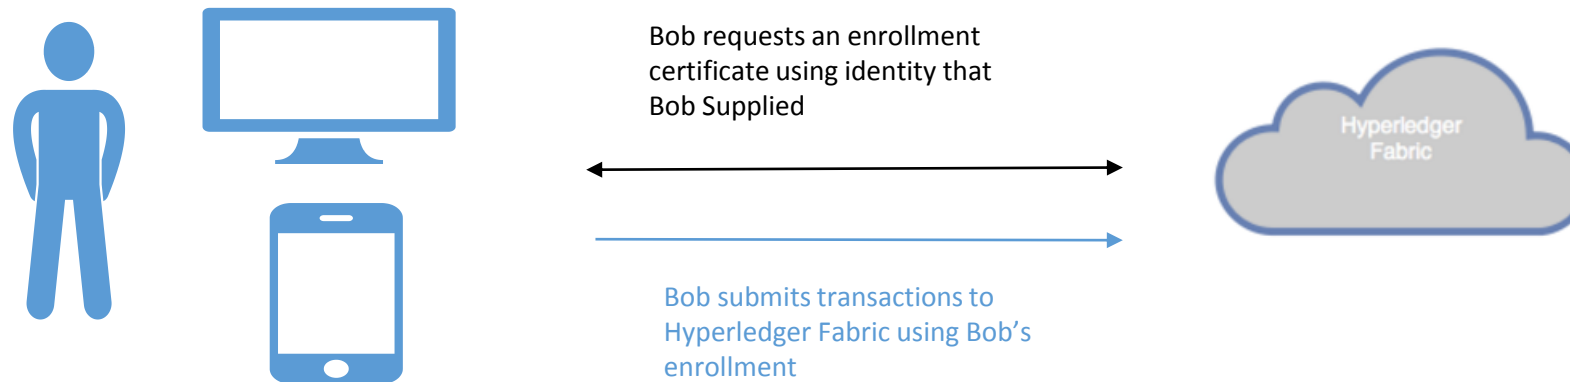 Bob requests an enrollment
certificate using identity that
Bob Supplied
Hyperledger
Fabric
Bob submits transactions to
Hyperledger Fabric using Bob’s
enrollment